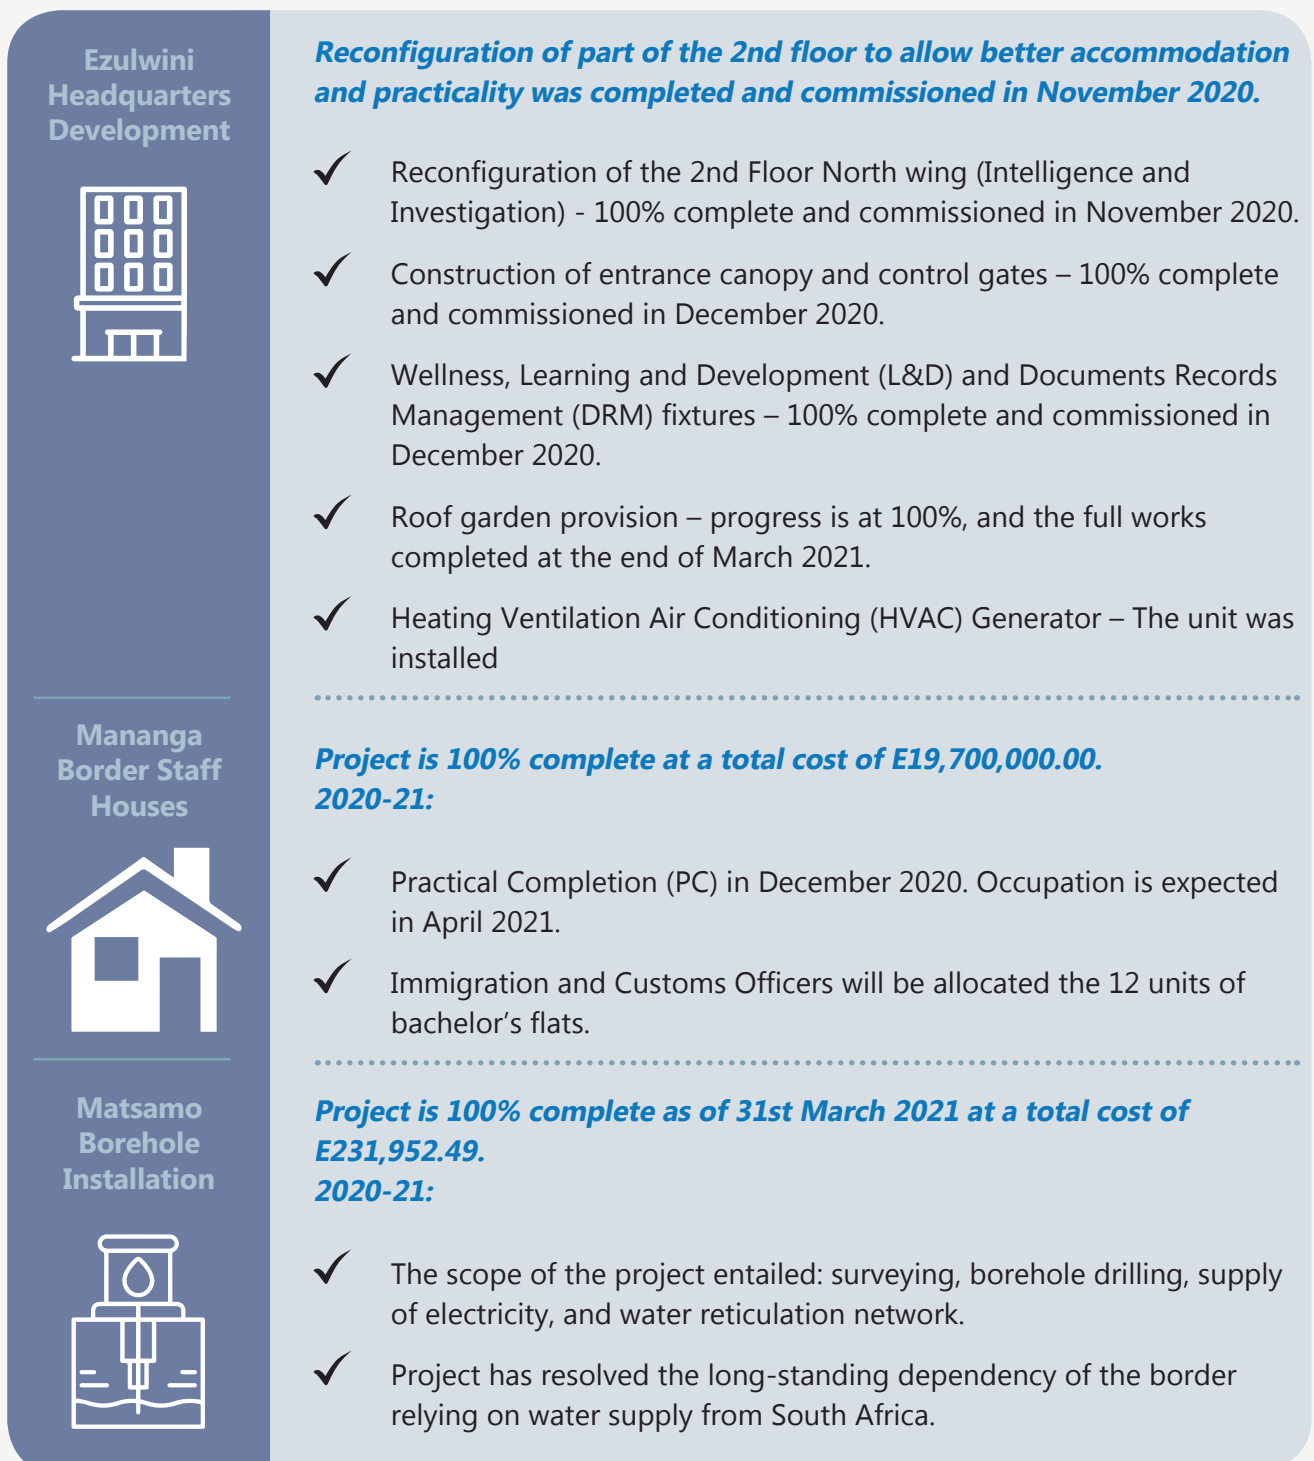 Ezulwini
Headquarters
Development
Reconfiguration of part of the 2nd floor to allow better accommodation
and practicality was completed and commissioned in November 2020.
Reconfiguration of the 2nd Floor North wing (Intelligence and
Investigation) - 100% complete and commissioned in November 2020.
Construction of entrance canopy and control gates – 100% complete
and commissioned in December 2020.
Wellness, Learning and Development (L&D) and Documents Records
Management (DRM) fixtures – 100% complete and commissioned in
December 2020.
Roof garden provision – progress is at 100%, and the full works
completed at the end of March 2021.
Heating Ventilation Air Conditioning (HVAC) Generator – The unit was
installed
Mananga
Border Staff
Houses
Project is 100% complete at a total cost of E19,700,000.00.
2020-21:
Practical Completion (PC) in December 2020. Occupation is expected
in April 2021.
Immigration and Customs Officers will be allocated the 12 units of
bachelor’s flats.
Matsamo
Borehole
Installation
Project is 100% complete as of 31st March 2021 at a total cost of
E231,952.49.
2020-21:
The scope of the project entailed: surveying, borehole drilling, supply
of electricity, and water reticulation network.
Project has resolved the long-standing dependency of the border
relying on water supply from South Africa.